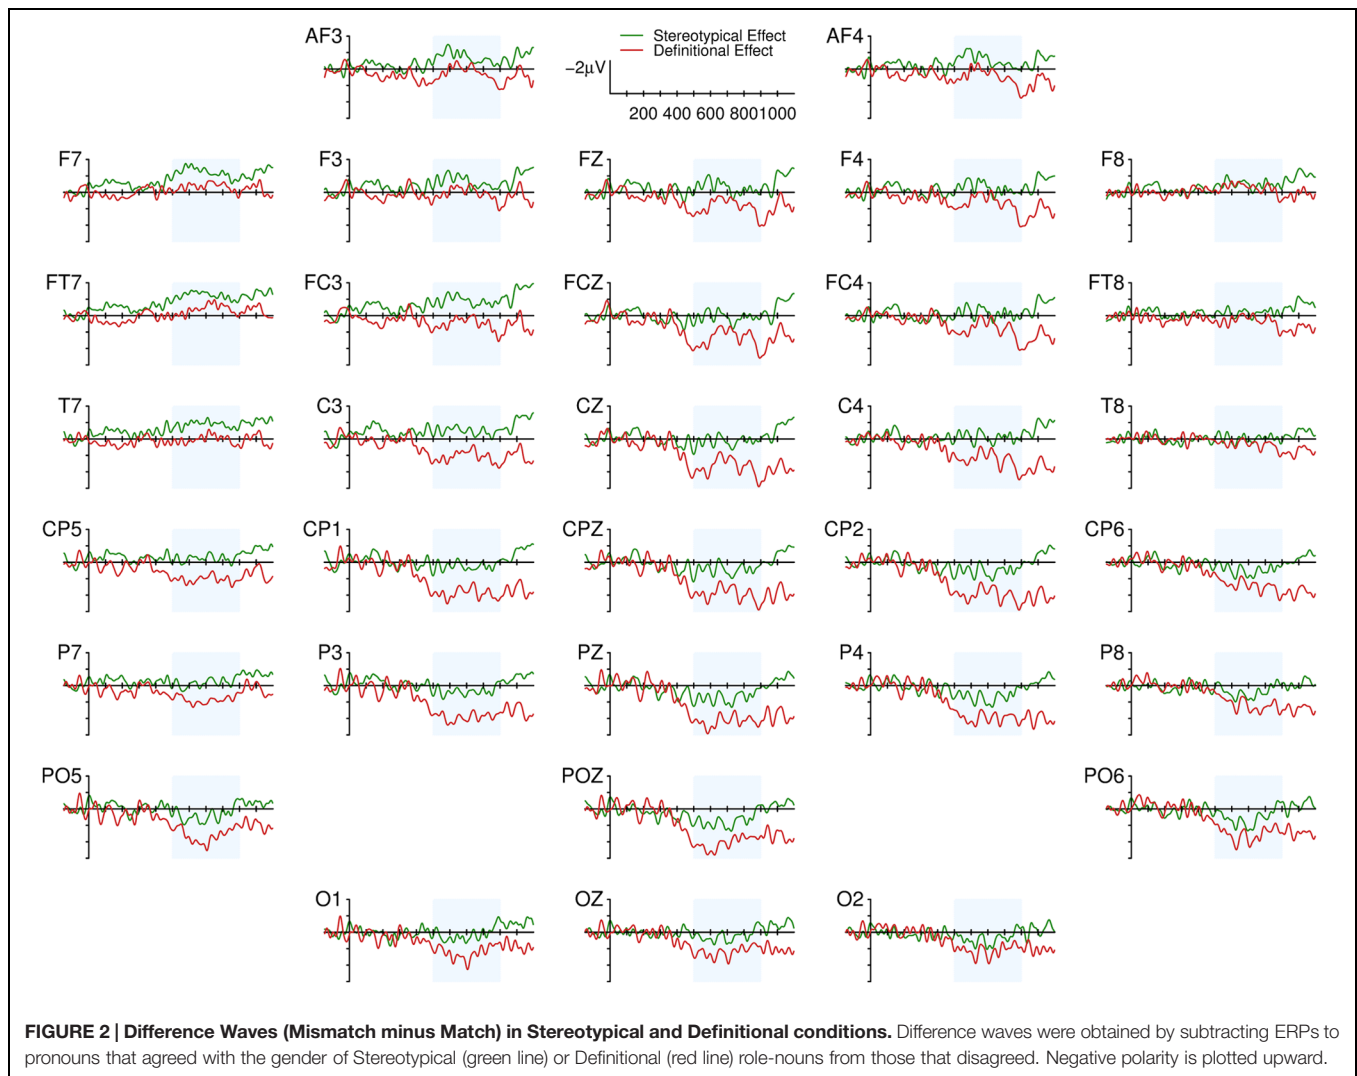 AF3
Stereotypical Effect
Definitional Effect
−2μV
200 400 600 8001000
AF4
F7
F3
FZ
F4
F8
FT7
FC3
FCZ
FC4
FT8
T7
C3
CZ
C4
T8
CP5
CP1
CPZ
CP2
CP6
P7
P3
PZ
P4
P8
PO5
POZ
PO6
O1
OZ
O2
FIGURE 2 | Difference Waves (Mismatch minus Match) in Stereotypical and Definitional conditions. Difference waves were obtained by subtracting ERPs to
pronouns that agreed with the gender of Stereotypical (green line) or Definitional (red line) role-nouns from those that disagreed. Negative polarity is plotted upward.